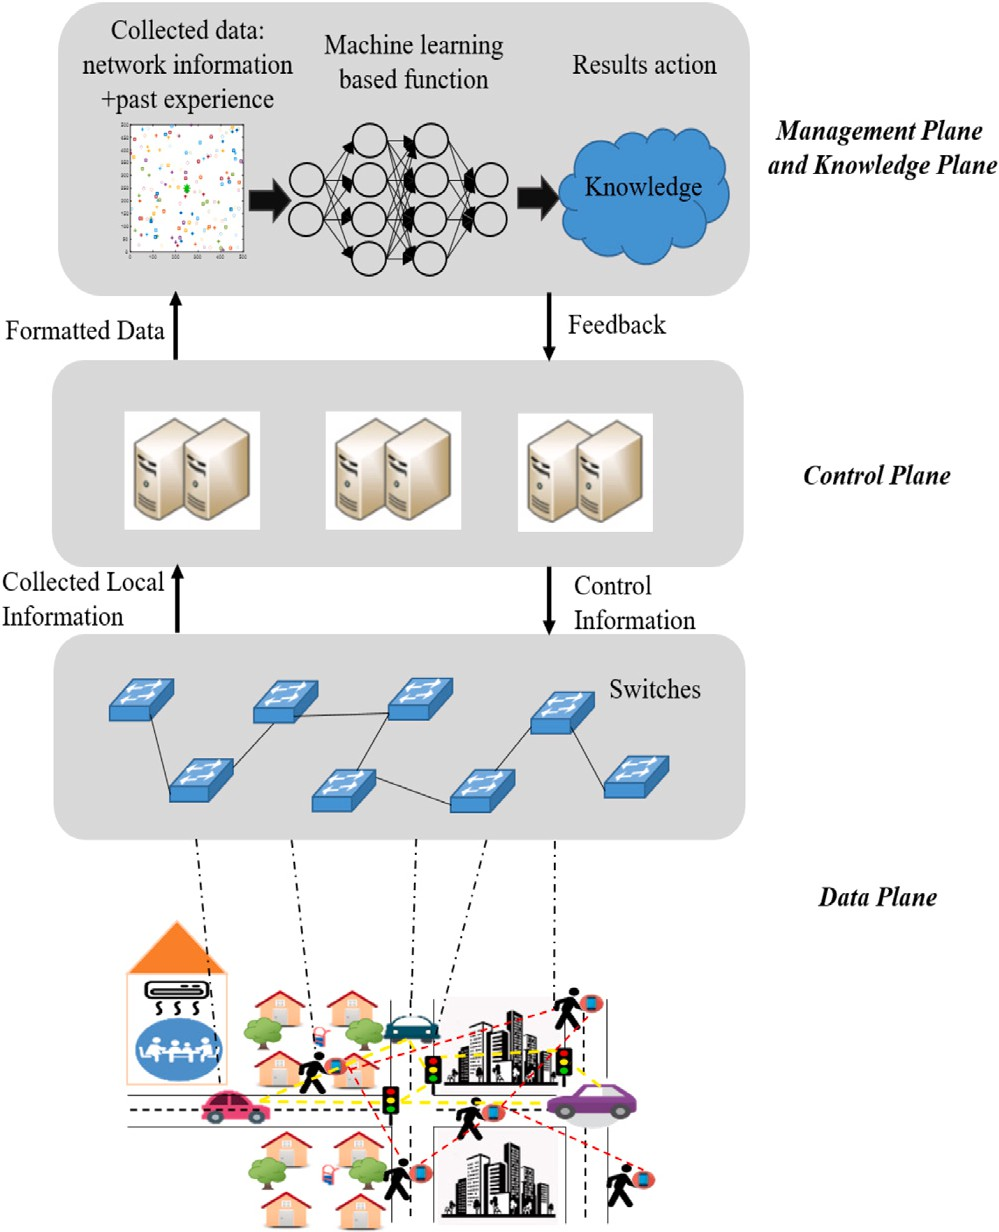 Collected data:
network information
+past experience
Machine learning
based function
Results action
Knowledge
Management Plane
and Knowledge Plane
Formatted Data
Feedback
Control Plane
Collected Local
Information
Control
Information
Switches
Data Plane